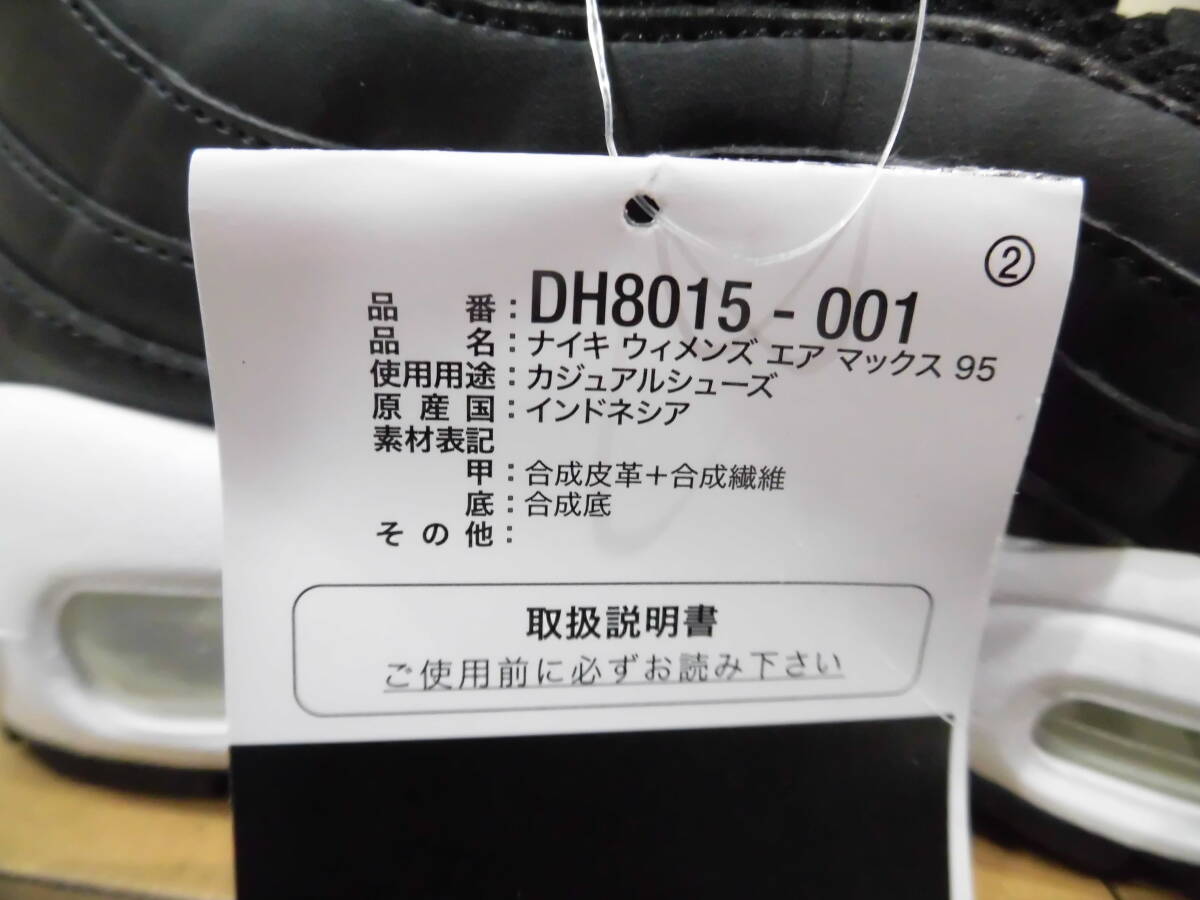 ②
品番：DH8015-001
品名：ナイキ ウィメンズ エア マックス 95
使用用途：カジュアルシューズ
原産国：インドネシア
素材表記
甲：合成皮革＋合成繊維
底：合成底
その他：
取扱説明書
ご使用前に必ずお読み下さい